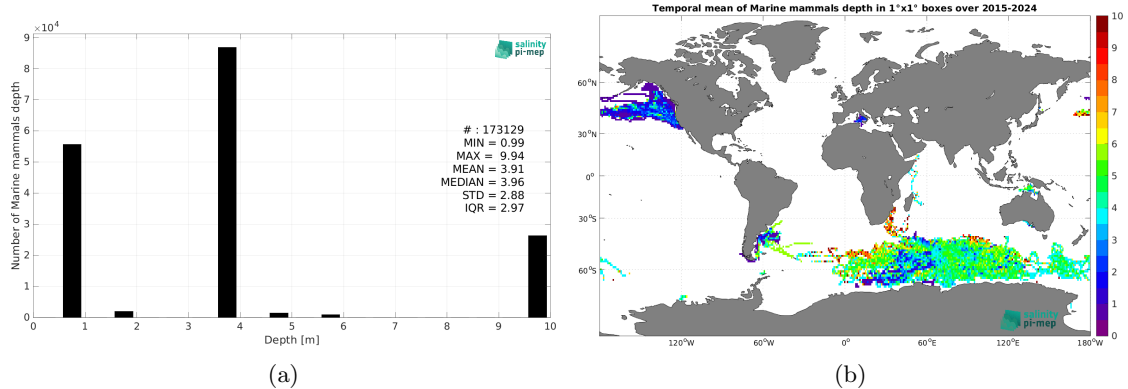 ×10⁴
9
8
7
6
5
4
3
2
1
0
Number of Marine mammals depth
salinity
pi-mep
# : 173129
MIN = 0.99
MAX = 9.94
MEAN = 3.91
MEDIAN = 3.96
STD = 2.88
IQR = 2.97
0 1 2 3 4 5 6 7 8 9 10
Depth [m]
(a)
Temporal mean of Marine mammals depth in 1°x1° boxes over 2015-2024
60°N
30°N
0°
30°S
60°S
120°W 60°W 0° 60°E 120°E 180°W
salinity
pi-mep
10
9
8
7
6
5
4
3
2
1
0
(b)